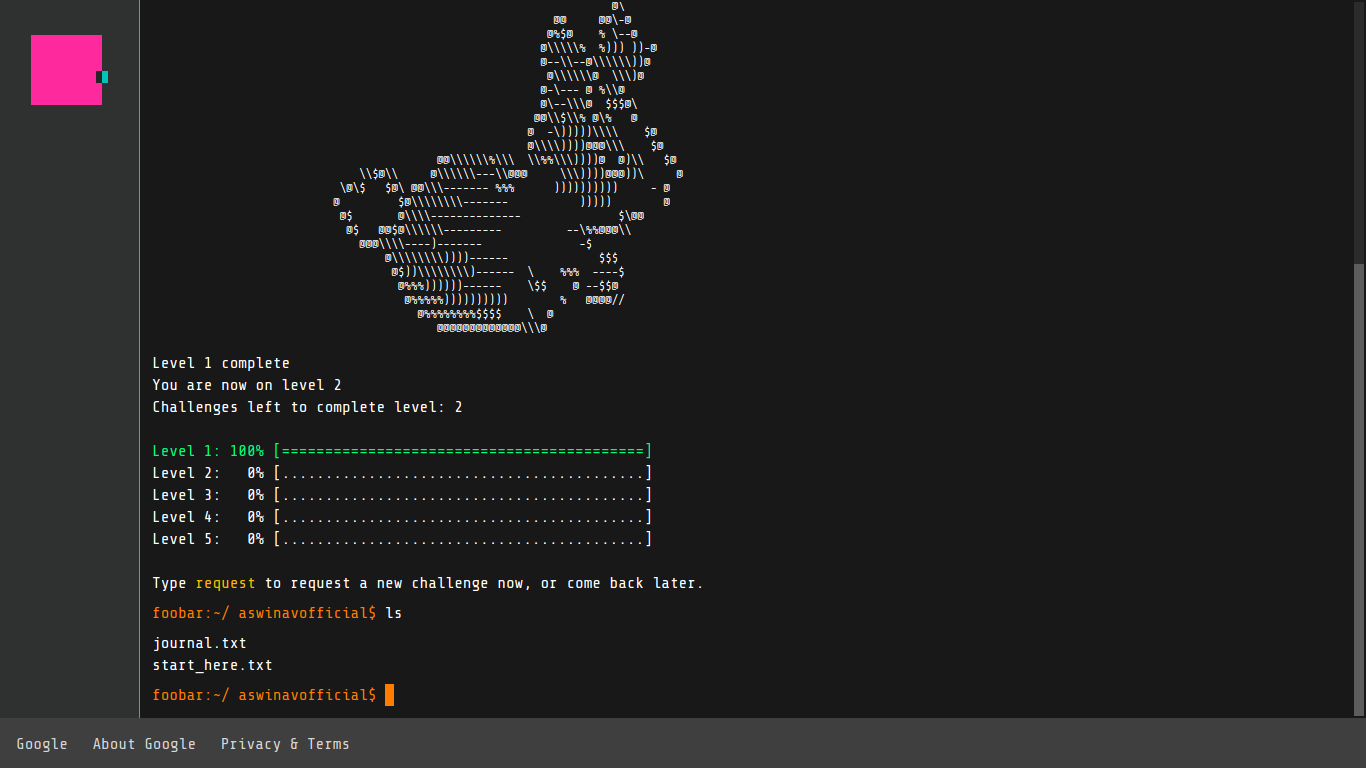 Level 1 complete
You are now on level 2
Challenges left to complete level: 2
Level 1: 100% [==========================================]
Level 2:   0% [..........................................]
Level 3:   0% [..........................................]
Level 4:   0% [..........................................]
Level 5:   0% [..........................................]
Type request to request a new challenge now, or come back later.
foobar:~/ aswinavofficial$ ls
journal.txt
start_here.txt
foobar:~/ aswinavofficial$
Google About Google Privacy & Terms